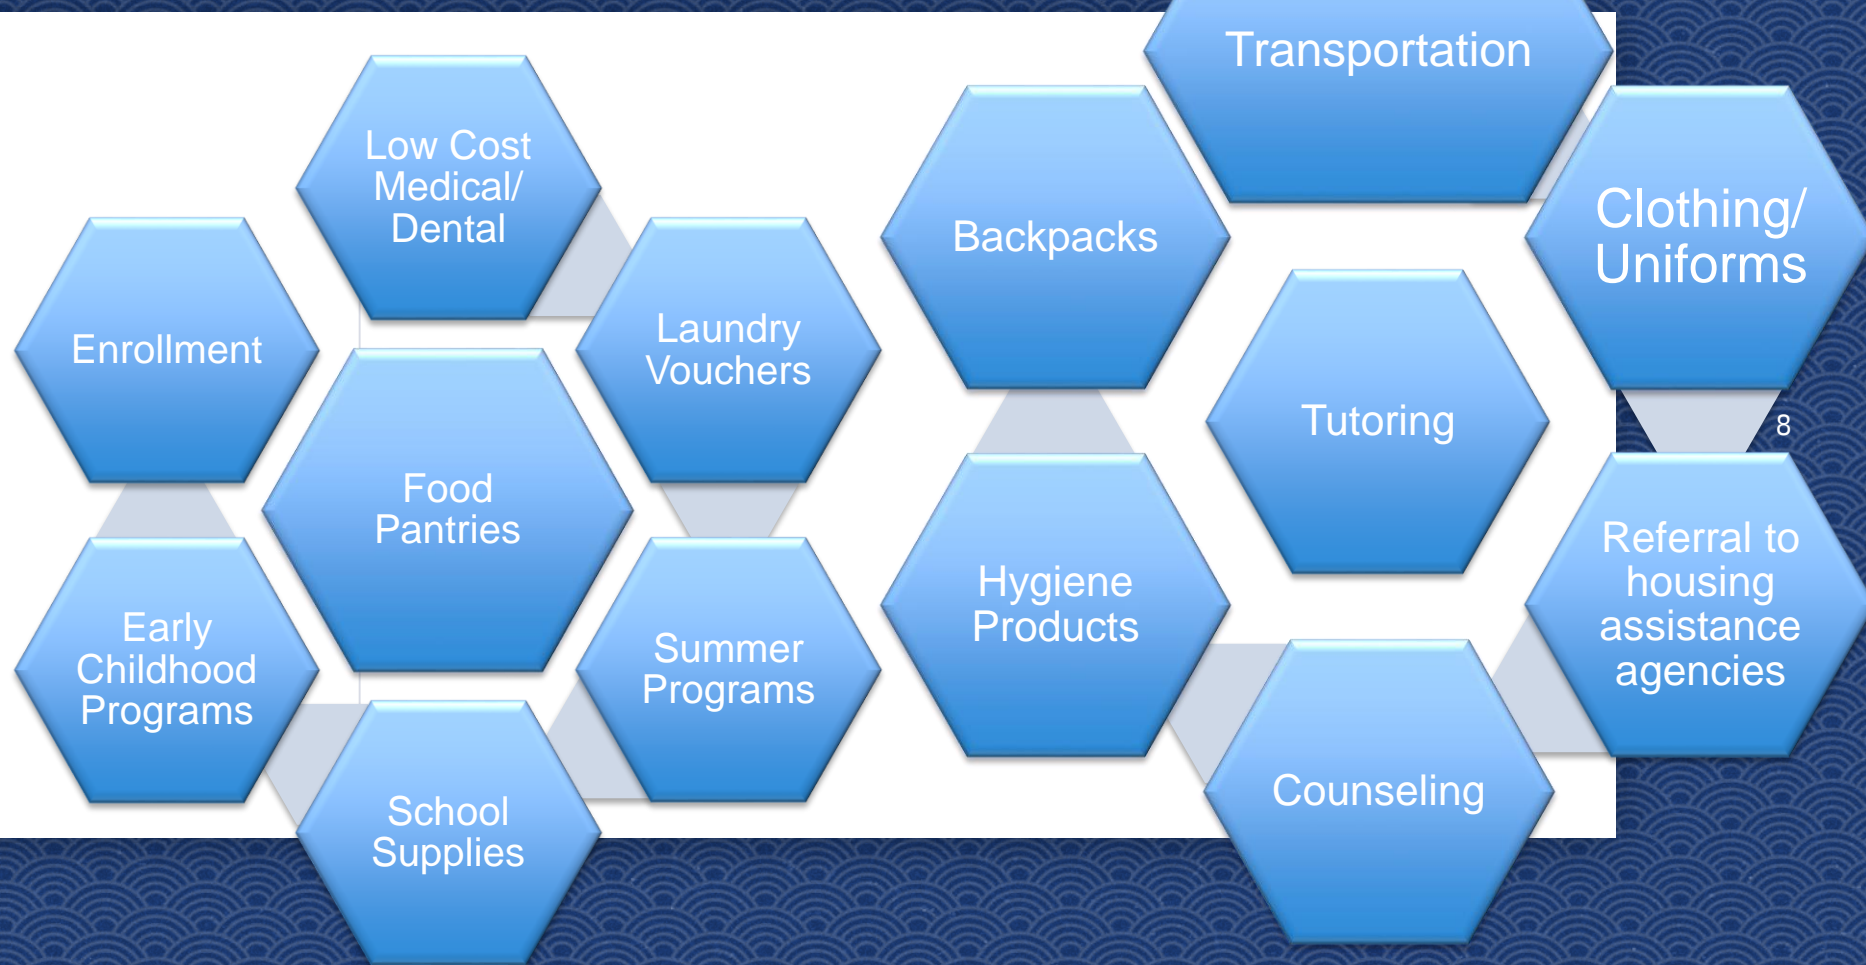 Low Cost
Medical/
Dental
Enrollment
Laundry
Vouchers
Food
Pantries
Early
Childhood
Programs
Summer
Programs
School
Supplies
Transportation
Backpacks
Clothing/
Uniforms
Tutoring
8
Hygiene
Products
Referral to
housing
assistance
agencies
Counseling